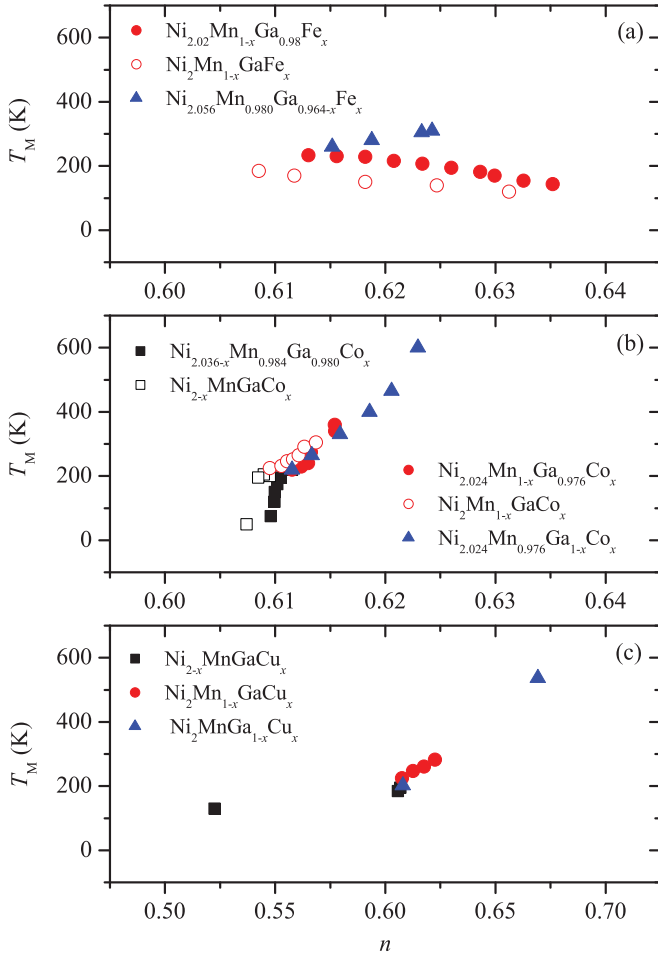 (a)
Ni2.02Mn1-xGa0.98Fex
Ni2Mn1-xGaFex
Ni2.056Mn0.980Ga0.964-xFex
TM (K)
600
400
200
0
0.60 0.61 0.62 0.63 0.64
(b)
Ni2.036-xMn0.984Ga0.980Cox
Ni2-xMnGaCox
Ni2.024Mn1-xGa0.976Cox
Ni2Mn1-xGaCox
Ni2.024Mn0.976Ga1-xCox
TM (K)
600
400
200
0
0.60 0.61 0.62 0.63 0.64
(c)
Ni2-xMnGaCux
Ni2Mn1-xGaCux
Ni2MnGa1-xCux
TM (K)
600
400
200
0
0.50 0.55 0.60 0.65 0.70
n